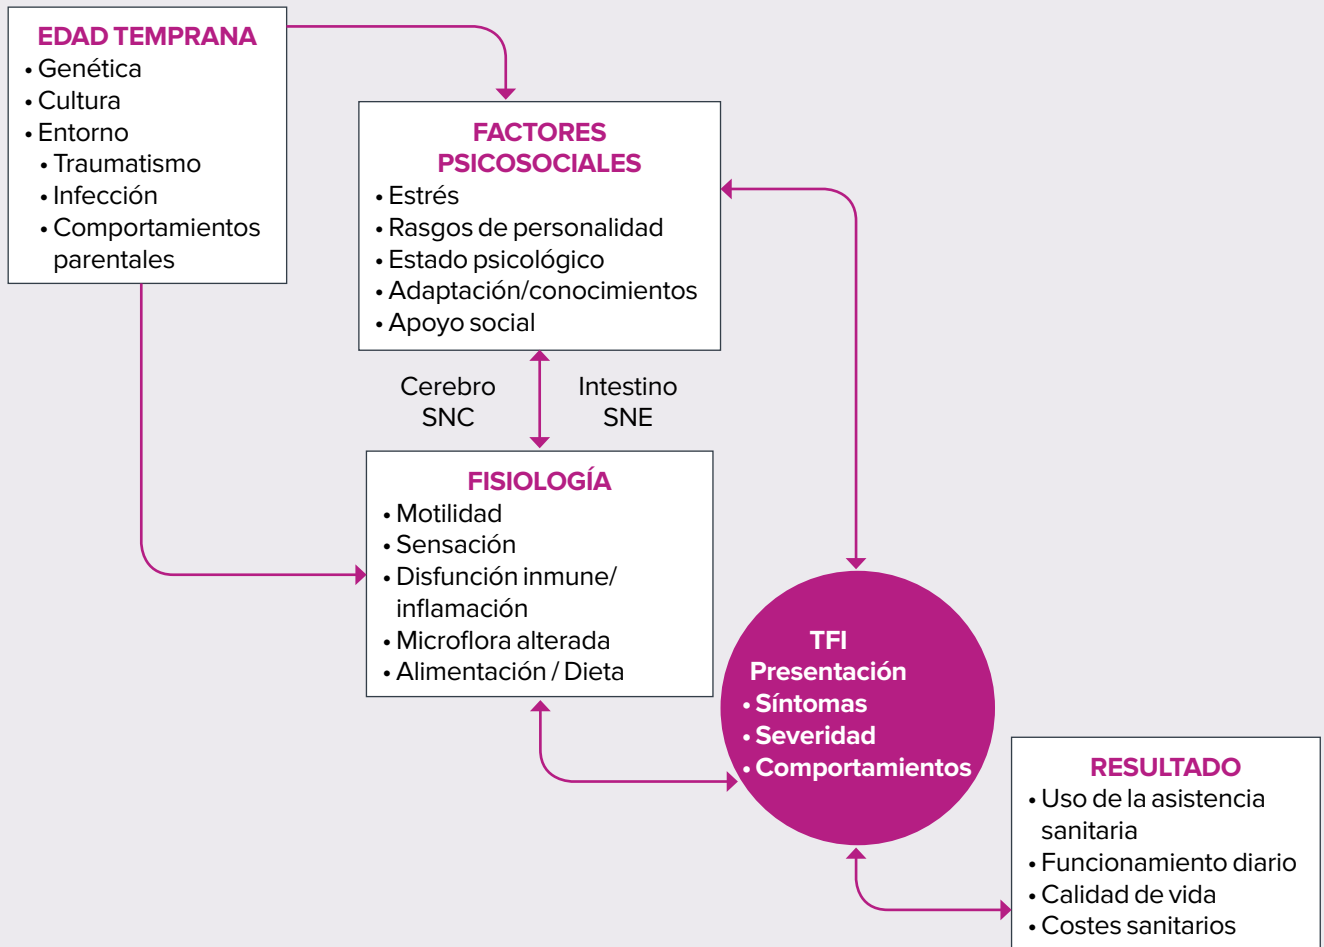 EDAD TEMPRANA
• Genética
• Cultura
• Entorno
• Traumatismo
• Infección
• Comportamientos
parentales
FACTORES
PSICOSOCIALES
• Estrés
• Rasgos de personalidad
• Estado psicológico
• Adaptación/conocimientos
• Apoyo social
Cerebro
SNC
Intestino
SNE
FISIOLOGÍA
• Motilidad
• Sensación
• Disfunción inmune/
inflamación
• Microflora alterada
• Alimentación / Dieta
TFI
Presentación
• Síntomas
• Severidad
• Comportamientos
RESULTADO
• Uso de la asistencia
sanitaria
• Funcionamiento diario
• Calidad de vida
• Costes sanitarios